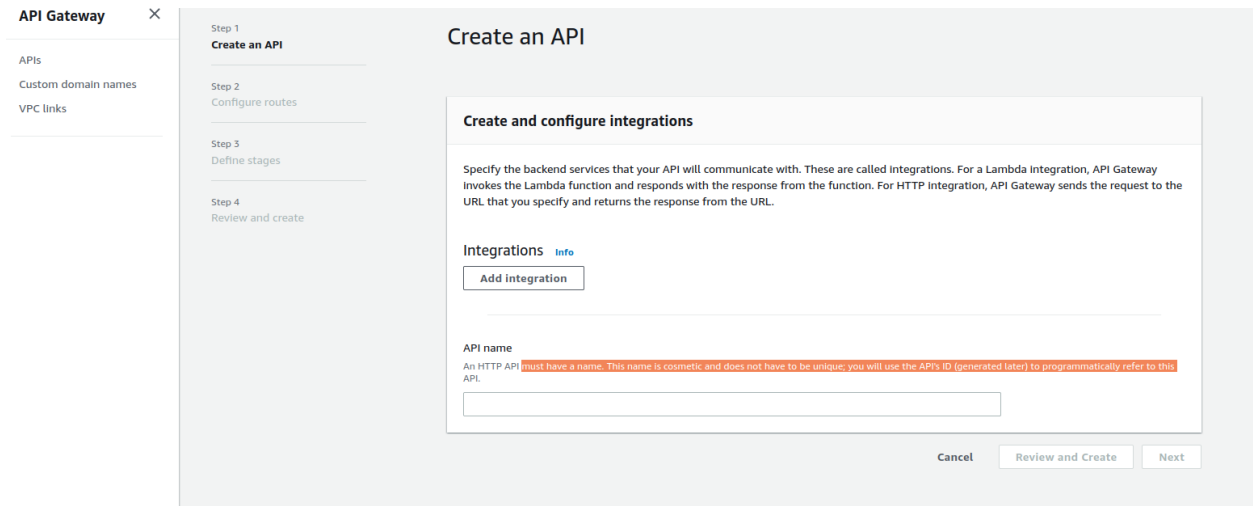 API Gateway
APIs
Custom domain names
VPC links
Step 1
Create an API
Step 2
Configure routes
Step 3
Define stages
Step 4
Review and create
Create an API
Create and configure integrations
Specify the backend services that your API will communicate with. These are called integrations. For a Lambda integration, API Gateway
invokes the Lambda function and responds with the response from the function. For HTTP integration, API Gateway sends the request to the
URL that you specify and returns the response from the URL.
Integrations Info
Add integration
API name
An HTTP API must have a name. This name is cosmetic and does not have to be unique; you will use the API's ID (generated later) to programmatically refer to this
API.
Cancel Review and Create Next